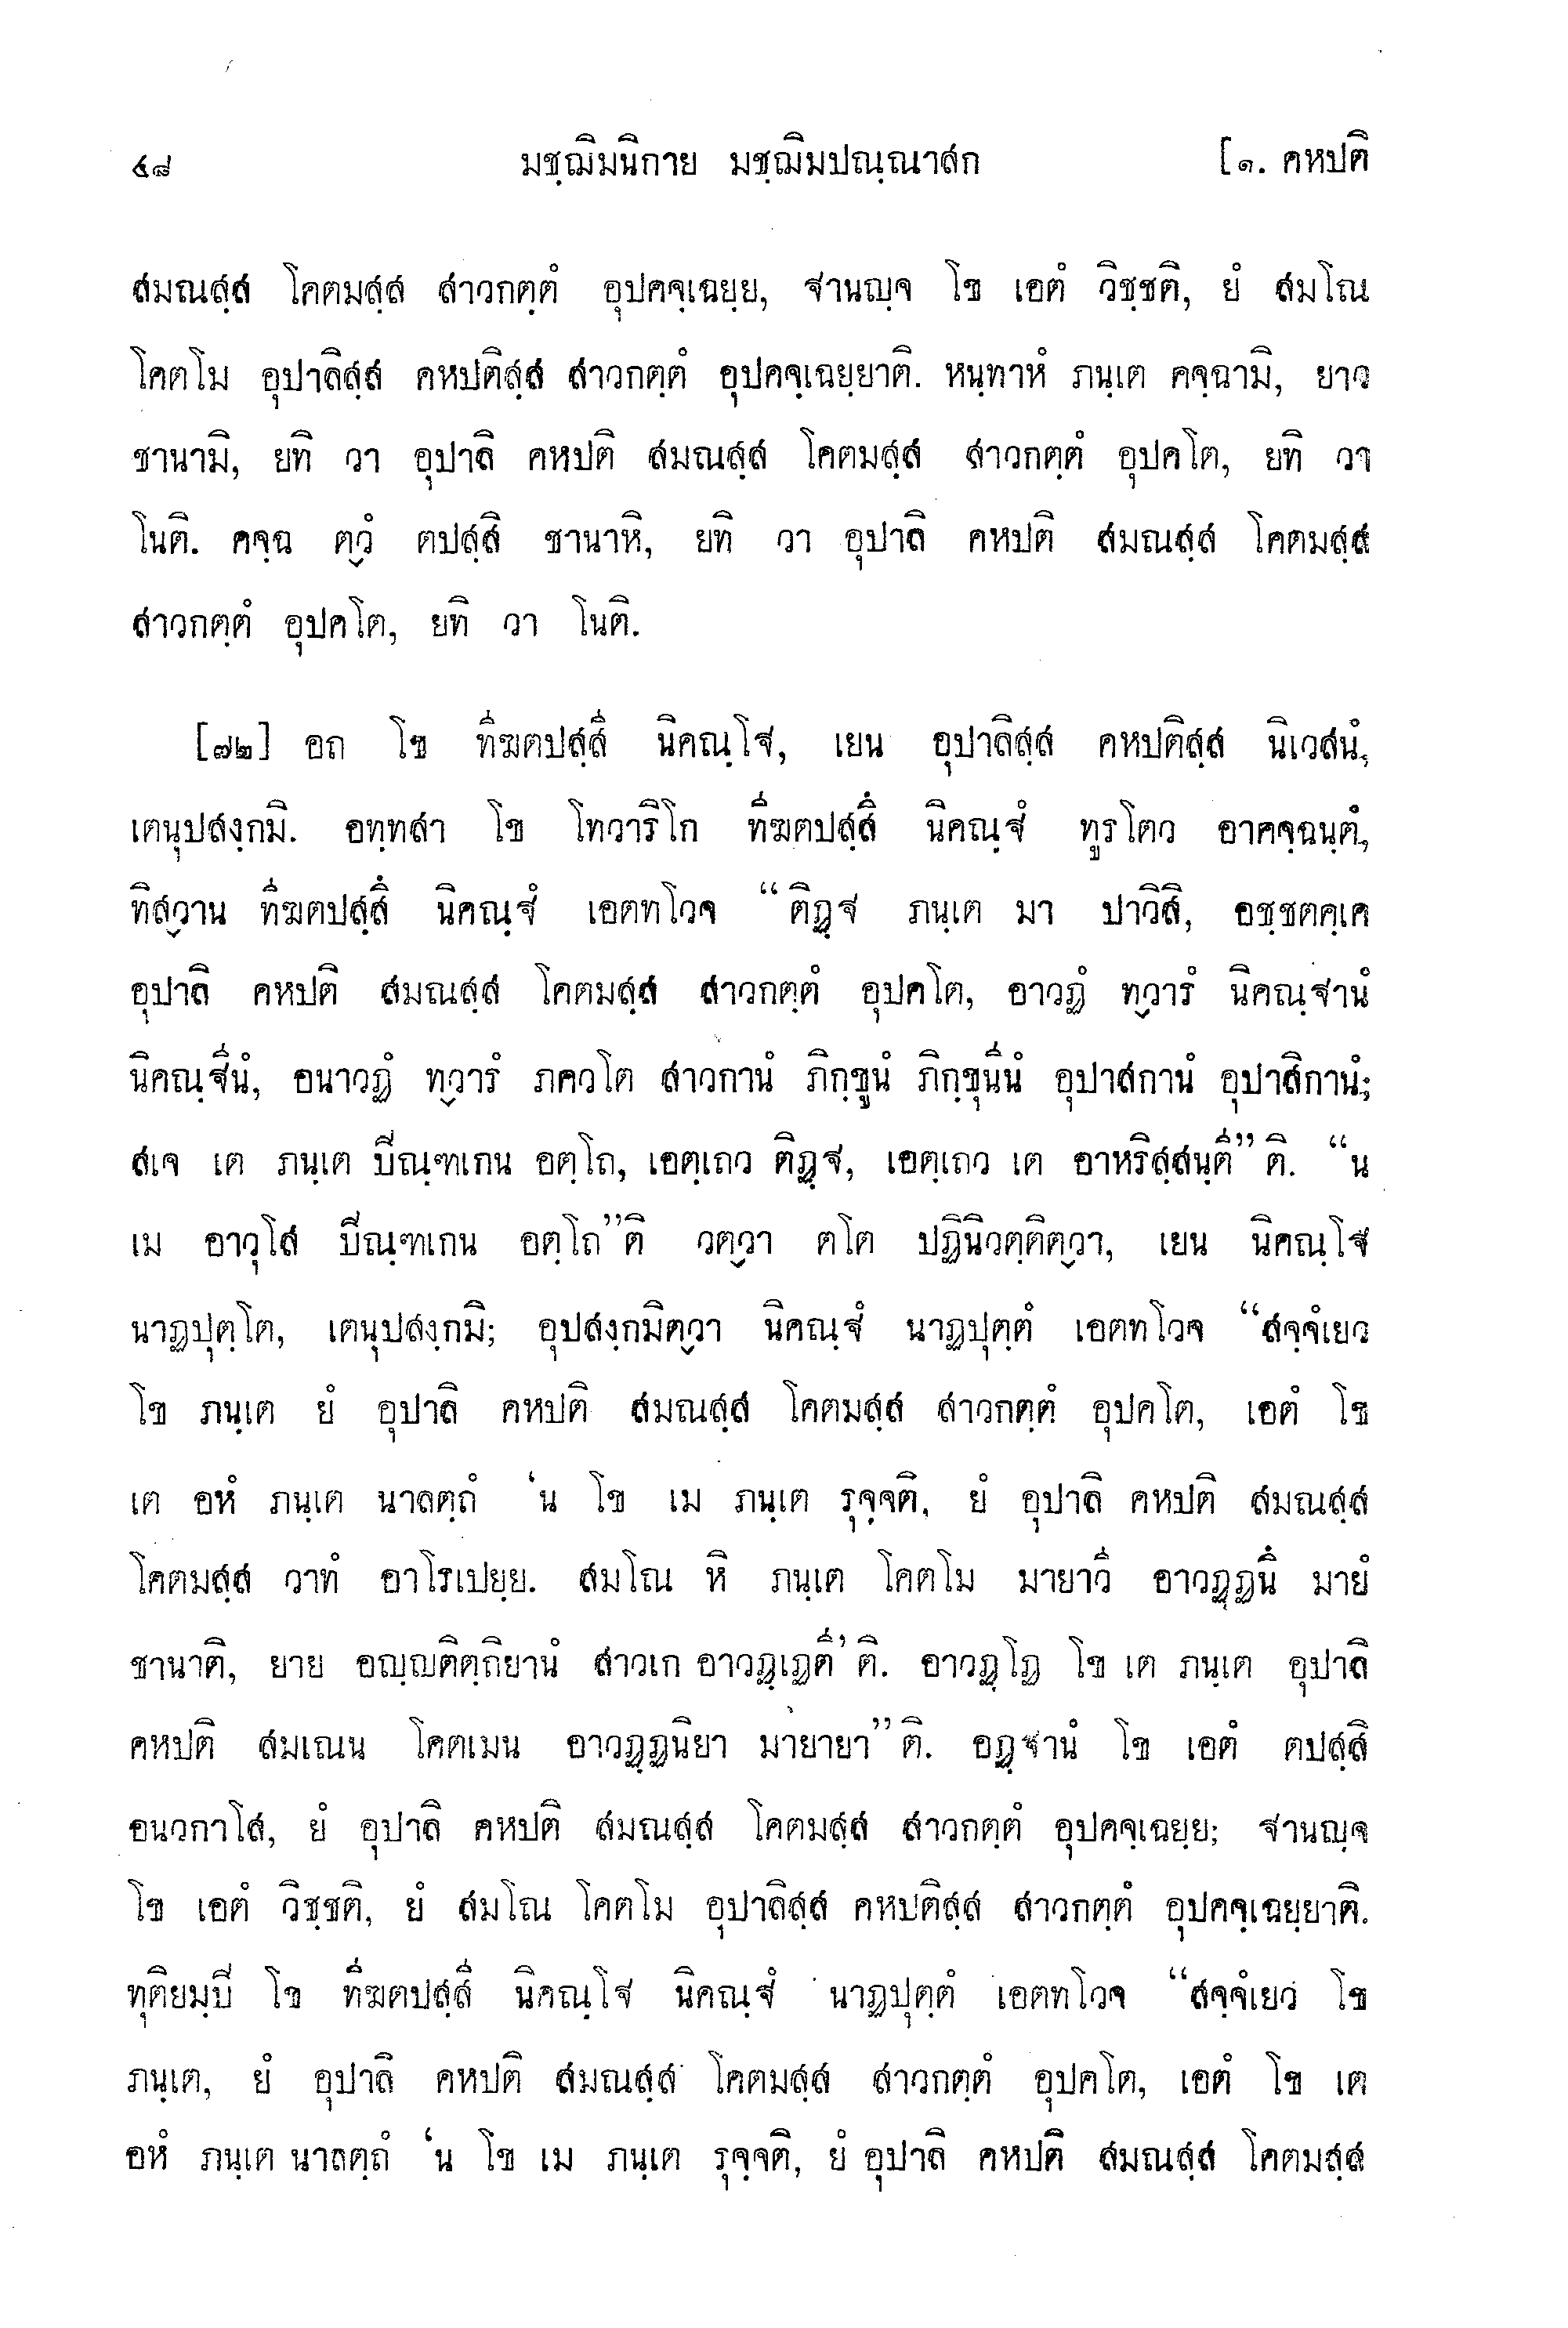 ๔๘ มชฺฌิมนิกาย มชฺฌิมปณฺณาสก [๑. คหปติ
สมณสฺส โคตมสฺส สาวกตฺตํ อุปคจฺเฉยฺย, ฐานญฺจ โข เอตํ วิชฺชติ, ยํ สมโณ
โคตโม อุปาลิสฺส คหปติสฺส สาวกตฺตํ อุปคจฺเฉยฺยาติ. หนฺทาหํ ภนฺเต คจฺฉามิ, ยาว
ชานามิ, ยทิ วา อุปาลิ คหปติ สมณสฺส โคตมสฺส สาวกตฺตํ อุปคโต, ยทิ วา
โนติ. คจฺฉ ตฺวํ ตปสฺสิ ชานาหิ, ยทิ วา อุปาลิ คหปติ สมณสฺส โคตมสฺส
สาวกตฺตํ อุปคโต, ยทิ วา โนติ.
[๗๒] อถ โข ทีฆตปสฺสี นิคณฺโฐ, เยน อุปาลิสฺส คหปติสฺส นิเวสนํ,
เตนุปสงฺกมิ. อทฺทสา โข โทวาริโก ทีฆตปสฺสึ นิคณฺฐํ ทูรโตว อาคจฺฉนฺตํ,
ทิสฺวาน ทีฆตปสฺสึ นิคณฺฐํ เอตทโวจ “ติฏฺฐ ภนฺเต มา ปาวิสิ, อชฺชตคฺเค
อุปาลิ คหปติ สมณสฺส โคตมสฺส สาวกตฺตํ อุปคโต, อาวฏํ ทฺวารํ นิคณฺฐานํ
นิคณฺฐีนํ, อนาวฏํ ทฺวารํ ภควโต สาวกานํ ภิกฺขูนํ ภิกฺขุนีนํ อุปาสกานํ อุปาสิกานํ;
สเจ เต ภนฺเต ปิณฺฑเกน อตฺโถ, เอตฺเถว ติฏฺฐ, เอตฺเถว เต อาหริสฺสนฺตี”ติ. “น
เม อาวุโส ปิณฺฑเกน อตฺโถ”ติ วตฺวา ตโต ปฏินิวตฺติตฺวา, เยน นิคณฺโฐ
นาฏปุตฺโต, เตนุปสงฺกมิ; อุปสงฺกมิตฺวา นิคณฺฐํ นาฏปุตฺตํ เอตทโวจ “สจฺจํเยว
โข ภนฺเต ยํ อุปาลิ คหปติ สมณสฺส โคตมสฺส สาวกตฺตํ อุปคโต, เอตํ โข
เต อหํ ภนฺเต นาลตฺถํ ‘น โข เม ภนฺเต รุจฺจติ, ยํ อุปาลิ คหปติ สมณสฺส
โคตมสฺส วาทํ อาโรเปยฺย. สมโณ หิ ภนฺเต โคตโม มายาวี อาวฏฺฏนึ มายํ
ชานาติ, ยาย อญฺญติตฺถิยานํ สาวเก อาวฏฺเฏตี’ติ. อาวฏฺโฏ โข เต ภนฺเต อุปาลิ
คหปติ สมเณน โคตเมน อาวฏฺฏนิยา มายายา”ติ. อฏฺฐานํ โข เอตํ ตปสฺสิ
อนวกาโส, ยํ อุปาลิ คหปติ สมณสฺส โคตมสฺส สาวกตฺตํ อุปคจฺเฉยฺย; ฐานญฺจ
โข เอตํ วิชฺชติ, ยํ สมโณ โคตโม อุปาลิสฺส คหปติสฺส สาวกตฺตํ อุปคจฺเฉยฺยาติ.
ทุติยมฺปิ โข ทีฆตปสฺสี นิคณฺโฐ นิคณฺฐํ นาฏปุตฺตํ เอตทโวจ “สจฺจํเยว โข
ภนฺเต, ยํ อุปาลิ คหปติ สมณสฺส โคตมสฺส สาวกตฺตํ อุปคโต, เอตํ โข เต
อหํ ภนฺเต นาลตฺถํ ‘น โข เม ภนฺเต รุจฺจติ, ยํ อุปาลิ คหปติ สมณสฺส โคตมสฺส